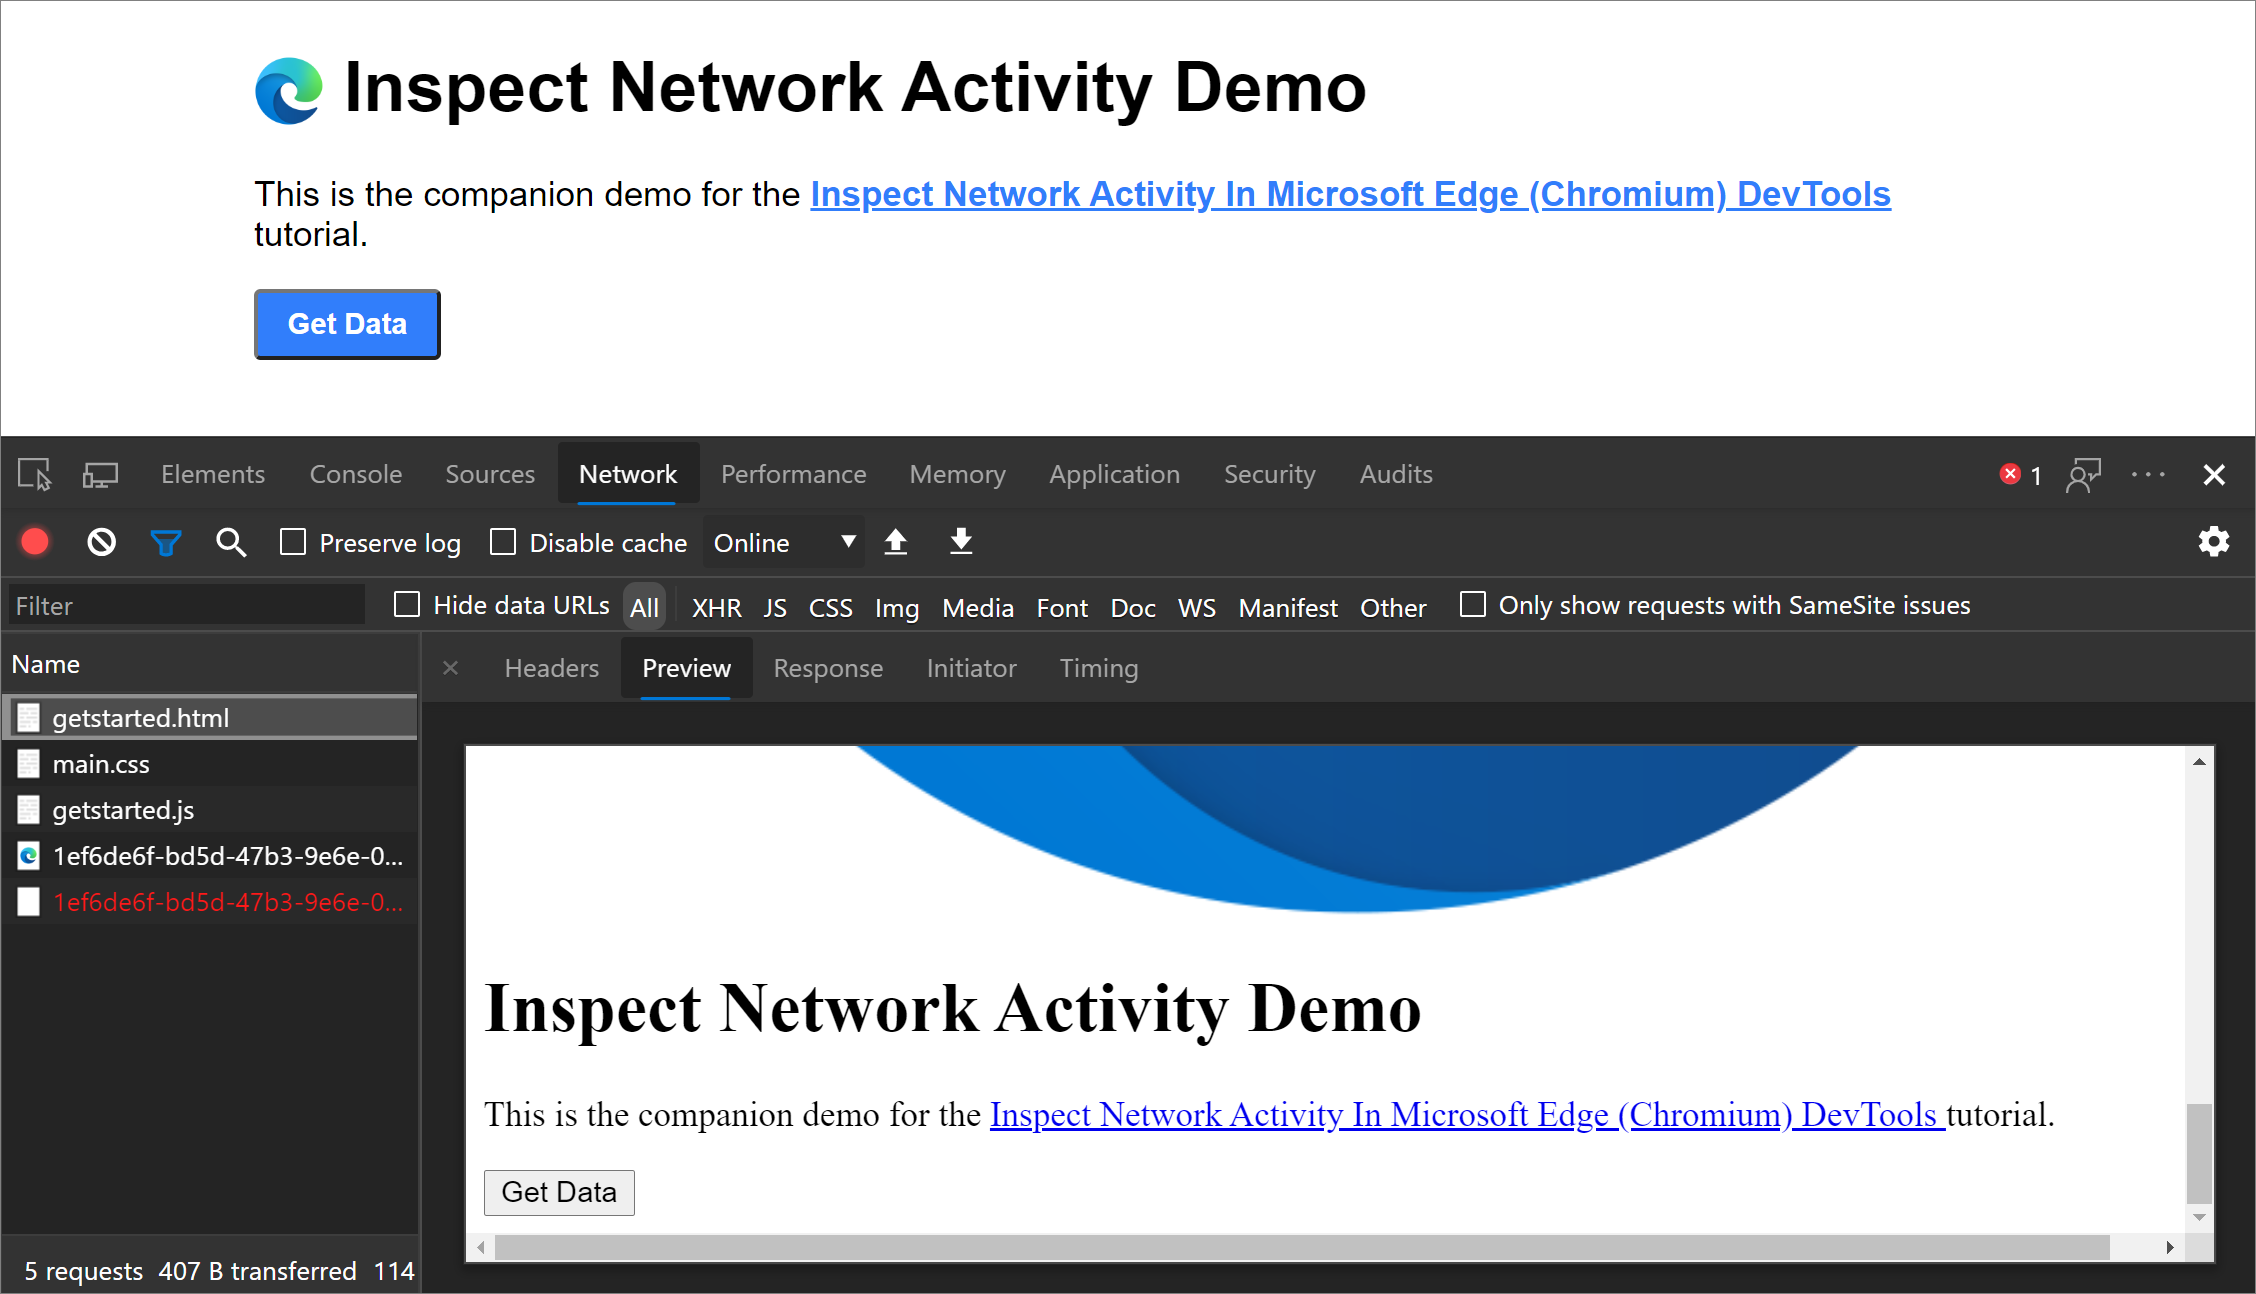 Inspect Network Activity Demo
This is the companion demo for the Inspect Network Activity In Microsoft Edge (Chromium) DevTools
tutorial.
Get Data
Elements Console Sources Network Performance Memory Application Security Audits 1
Preserve log Disable cache Online
Filter Hide data URLs All XHR JS CSS Img Media Font Doc WS Manifest Other Only show requests with SameSite issues
Name
Headers Preview Response Initiator Timing
getstarted.html
main.css
getstarted.js
1ef6de6f-bd5d-47b3-9e6e-0...
1ef6de6f-bd5d-47b3-9e6e-0...
Inspect Network Activity Demo
This is the companion demo for the Inspect Network Activity In Microsoft Edge (Chromium) DevTools tutorial.
Get Data
5 requests 407 B transferred 114